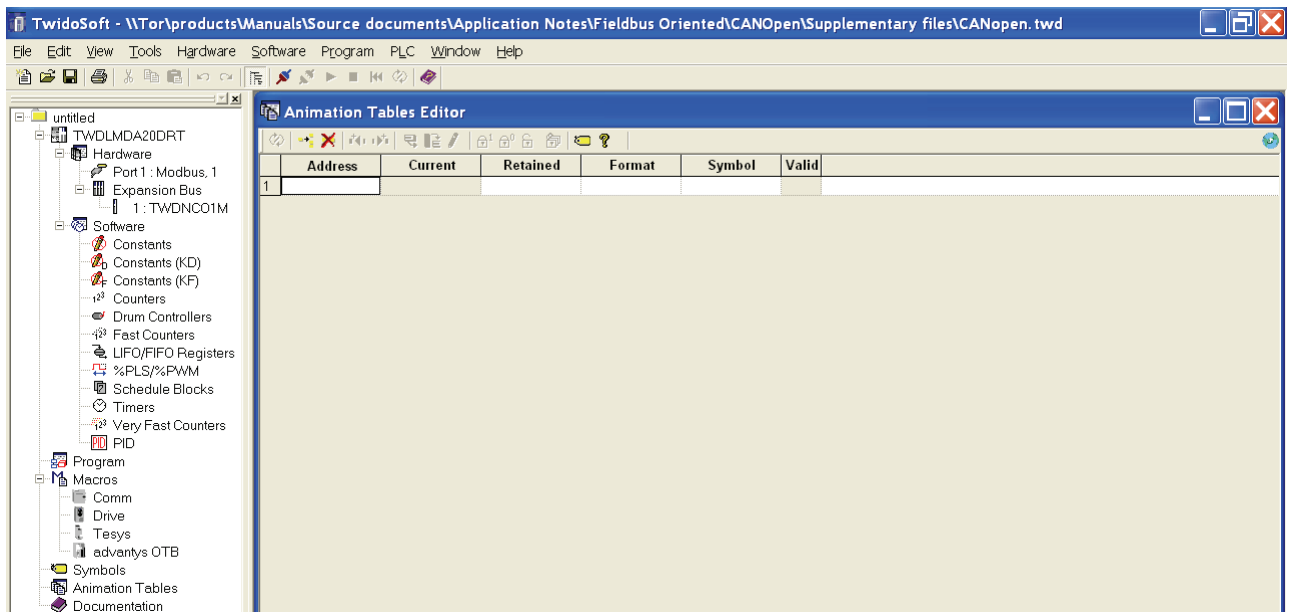 TwidoSoft - \\Tor\products\Manuals\Source documents\Application Notes\Fieldbus Oriented\CANOpen\Supplementary files\CANopen.twd
File Edit View Tools Hardware Software Program PLC Window Help
untitled
TWDLMDA20DRT
Hardware
Port1 : Modbus, 1
Expansion Bus
1 : TWDNCO1M
Software
Constants
Constants (KD)
Constants (KF)
Counters
Drum Controllers
Fast Counters
LIFO/FIFO Registers
%PLS/%PWM
Schedule Blocks
Timers
Very Fast Counters
PID PID
Program
Macros
Comm
Drive
Tesys
advantys OTB
Symbols
Animation Tables
Documentation
Animation Tables Editor
Address Current Retained Format Symbol Valid
1